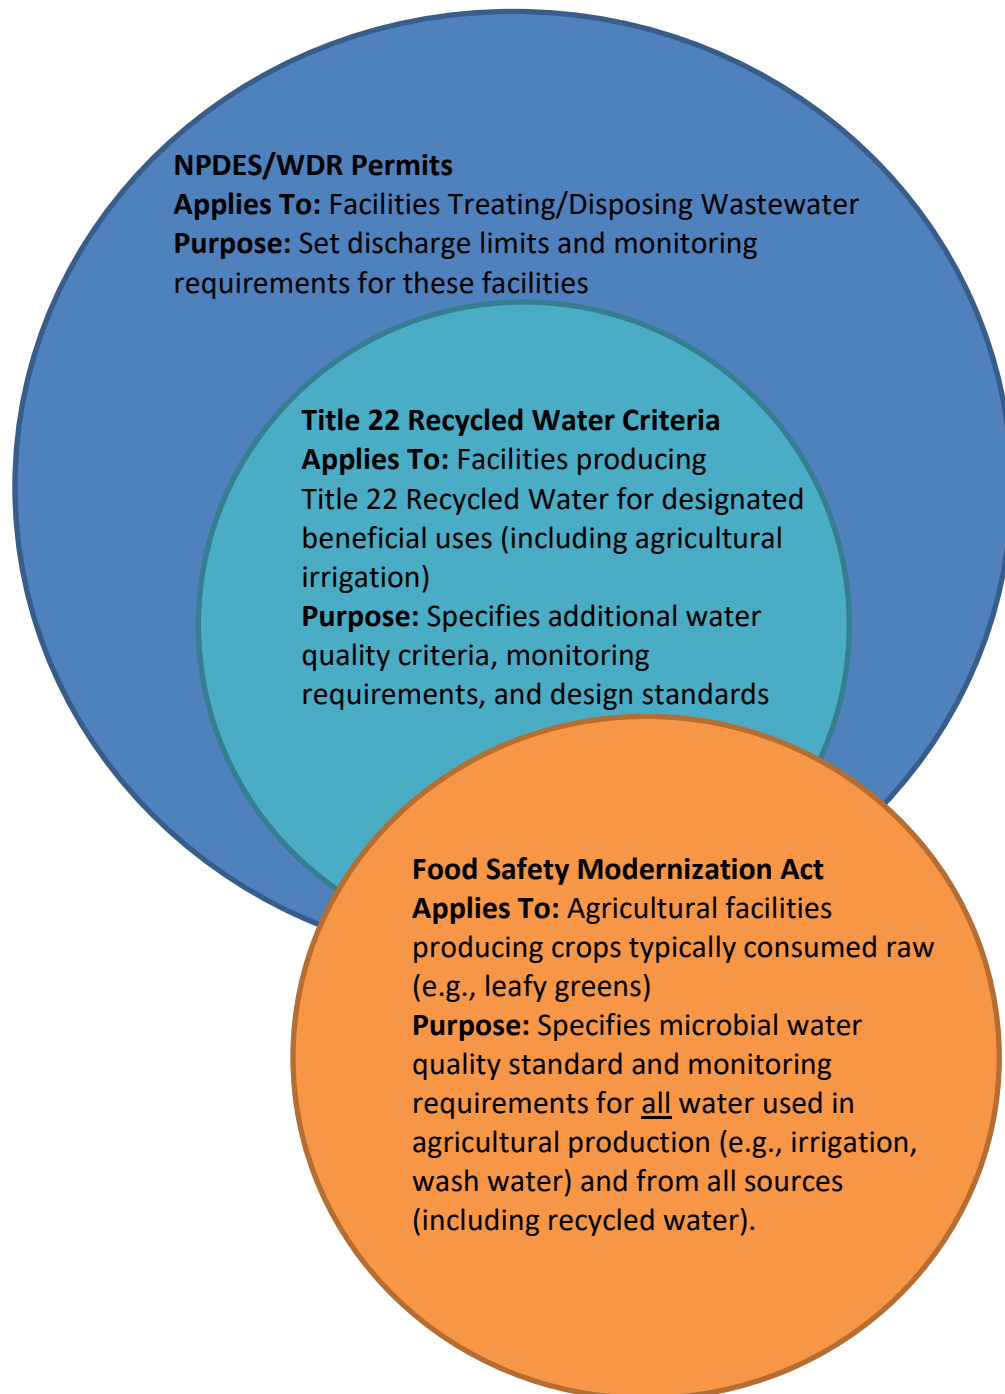 NPDES/WDR Permits
Applies To: Facilities Treating/Disposing Wastewater
Purpose: Set discharge limits and monitoring
requirements for these facilities
Title 22 Recycled Water Criteria
Applies To: Facilities producing
Title 22 Recycled Water for designated
beneficial uses (including agricultural
irrigation)
Purpose: Specifies additional water
quality criteria, monitoring
requirements, and design standards
Food Safety Modernization Act
Applies To: Agricultural facilities
producing crops typically consumed raw
(e.g., leafy greens)
Purpose: Specifies microbial water
quality standard and monitoring
requirements for all water used in
agricultural production (e.g., irrigation,
wash water) and from all sources
(including recycled water).